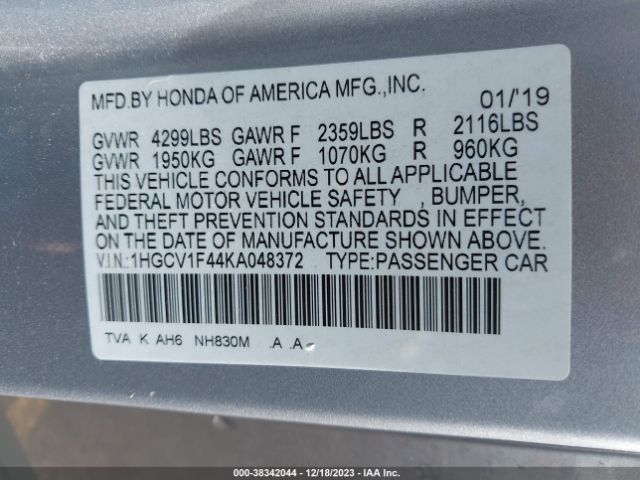 MFD.BY HONDA OF AMERICA MFG.,INC. 01/'19
GVWR 4299LBS GAWR F 2359LBS R 2116LBS
GVWR 1950KG GAWR F 1070KG R 960KG
THIS VEHICLE CONFORMS TO ALL APPLICABLE
FEDERAL MOTOR VEHICLE SAFETY , BUMPER,
AND THEFT PREVENTION STANDARDS IN EFFECT
ON THE DATE OF MANUFACTURE SHOWN ABOVE.
V.I.N.:1HGCV1F44KA048372 TYPE:PASSENGER CAR
TVA K AH6 NH830M .A .A
000-38342044 - 12/18/2023 - IAA Inc.